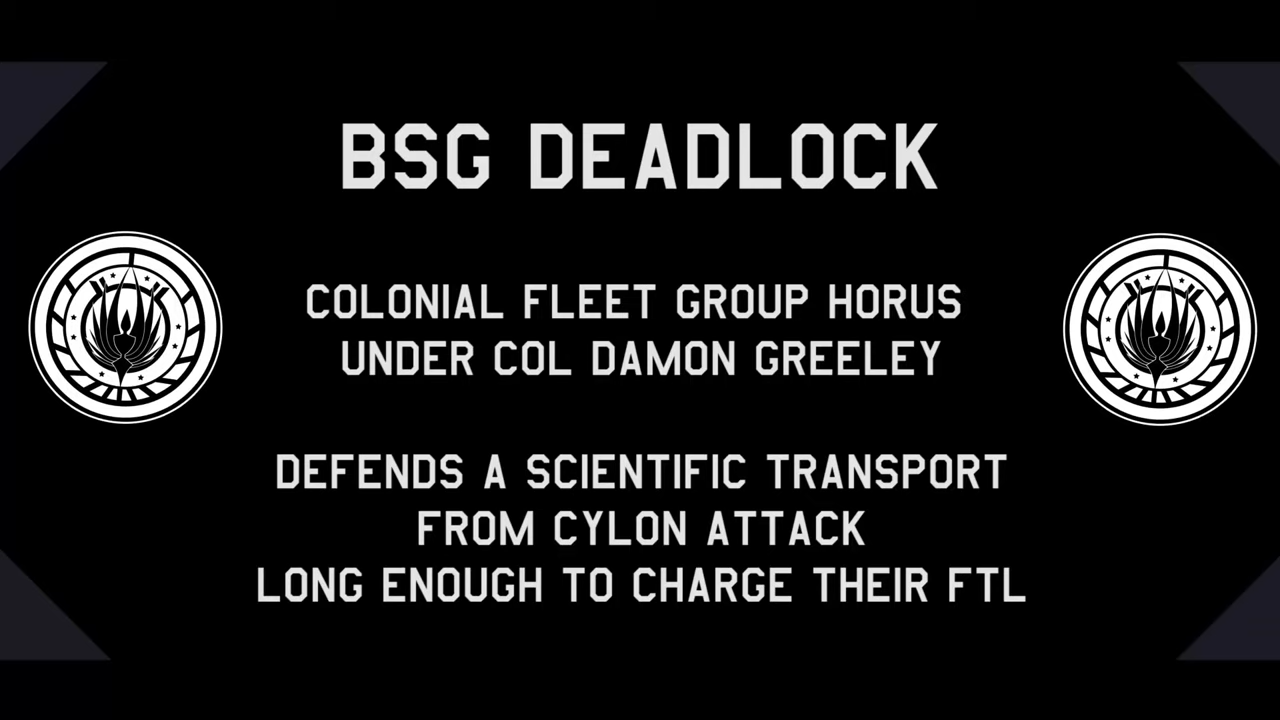 BSG DEADLOCK
COLONIAL FLEET GROUP HORUS
UNDER COL DAMON GREELEY
DEFENDS A SCIENTIFIC TRANSPORT
FROM CYLON ATTACK
LONG ENOUGH TO CHARGE THEIR FTL